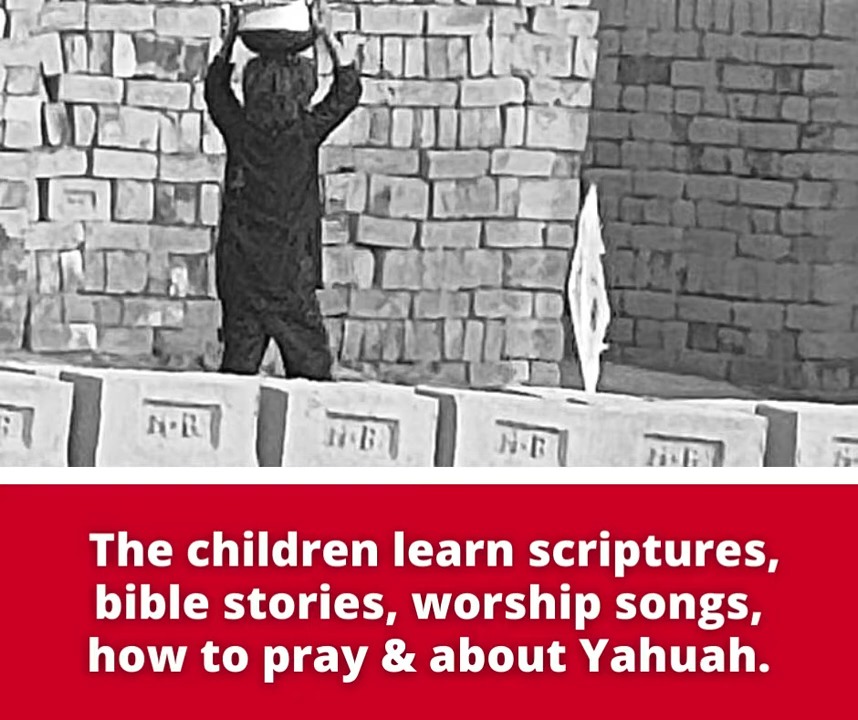 N·B
N·B
N·B
N·B
The children learn scriptures,
bible stories, worship songs,
how to pray & about Yahuah.